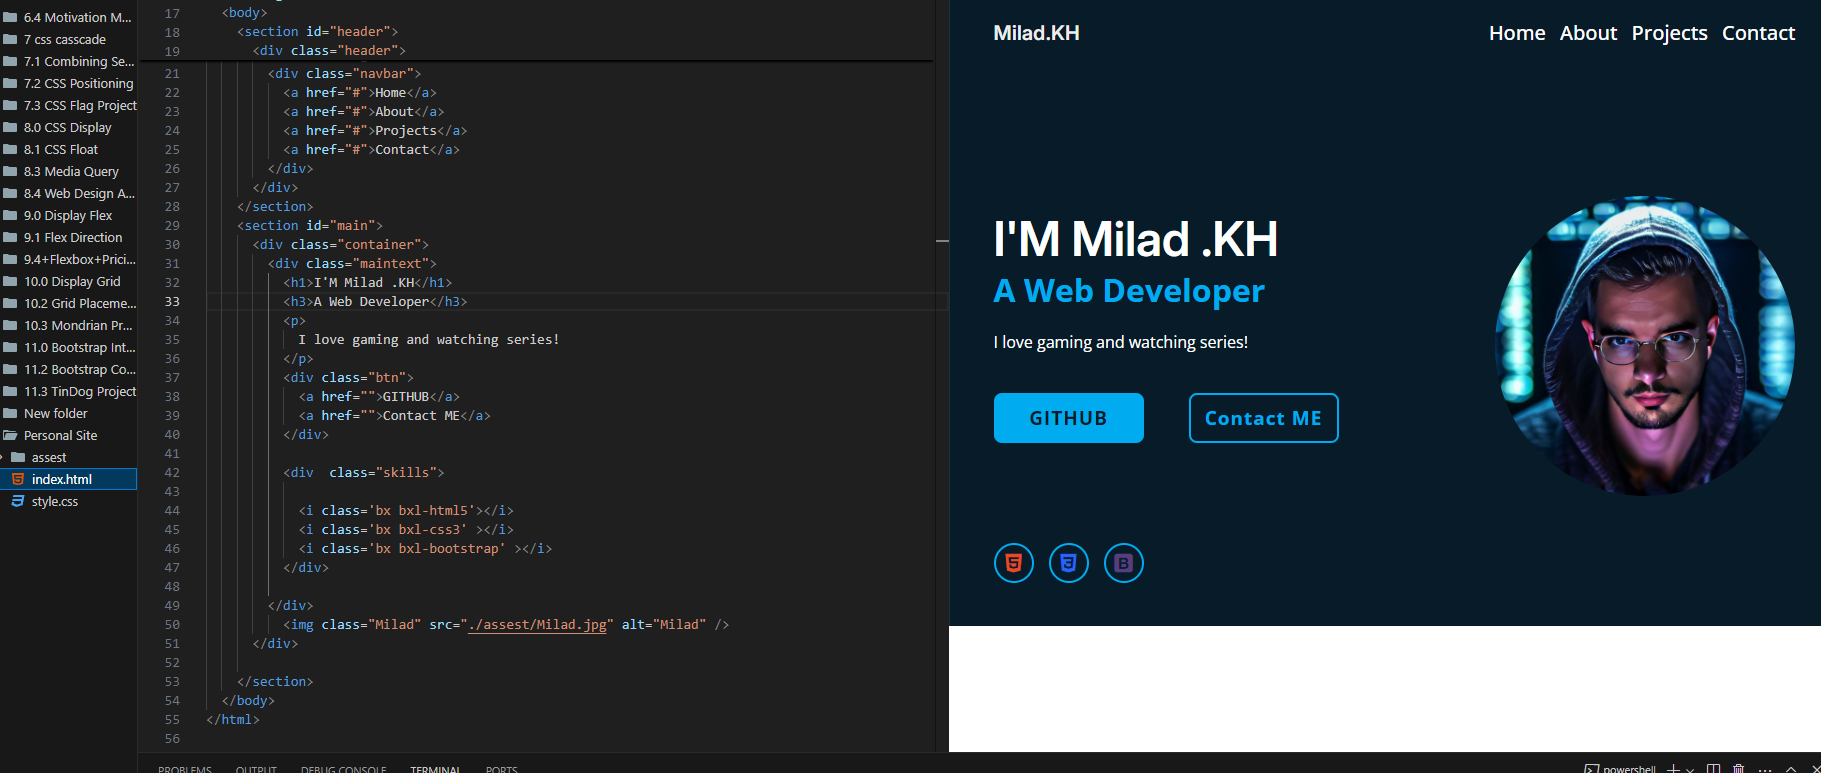 6.4 Motivation M...
7 css casscade
7.1 Combining Se...
7.2 CSS Positioning
7.3 CSS Flag Project
8.0 CSS Display
8.1 CSS Float
8.3 Media Query
8.4 Web Design A...
9.0 Display Flex
9.1 Flex Direction
9.4+Flexbox+Prici...
10.0 Display Grid
10.2 Grid Placeme...
10.3 Mondrian Pr...
11.0 Bootstrap Int...
11.2 Bootstrap Co...
11.3 TinDog Project
New folder
Personal Site
assest
index.html
style.css
17 <body>
18 <section id="header">
19 <div class="header">
21 <div class="navbar">
22 <a href="#">Home</a>
23 <a href="#">About</a>
24 <a href="#">Projects</a>
25 <a href="#">Contact</a>
26 </div>
27 </div>
28 </section>
29 <section id="main">
30 <div class="container">
31 <div class="maintext">
32 <h1>I'M Milad .KH</h1>
33 <h3>A Web Developer</h3>
34 <p>
35 I love gaming and watching series!
36 </p>
37 <div class="btn">
38 <a href="">GITHUB</a>
39 <a href="">Contact ME</a>
40 </div>
41
42 <div  class="skills">
43
44 <i class='bx bxl-html5'></i>
45 <i class='bx bxl-css3' ></i>
46 <i class='bx bxl-bootstrap' ></i>
47 </div>
48
49 </div>
50 <img class="Milad" src="./assest/Milad.jpg" alt="Milad" />
51 </div>
52
53 </section>
54 </body>
55 </html>
56
PROBLEMS OUTPUT DEBUG CONSOLE TERMINAL PORTS
powershell
Milad.KH
Home About Projects Contact
I'M Milad .KH
A Web Developer
I love gaming and watching series!
GITHUB Contact ME
5 3 B